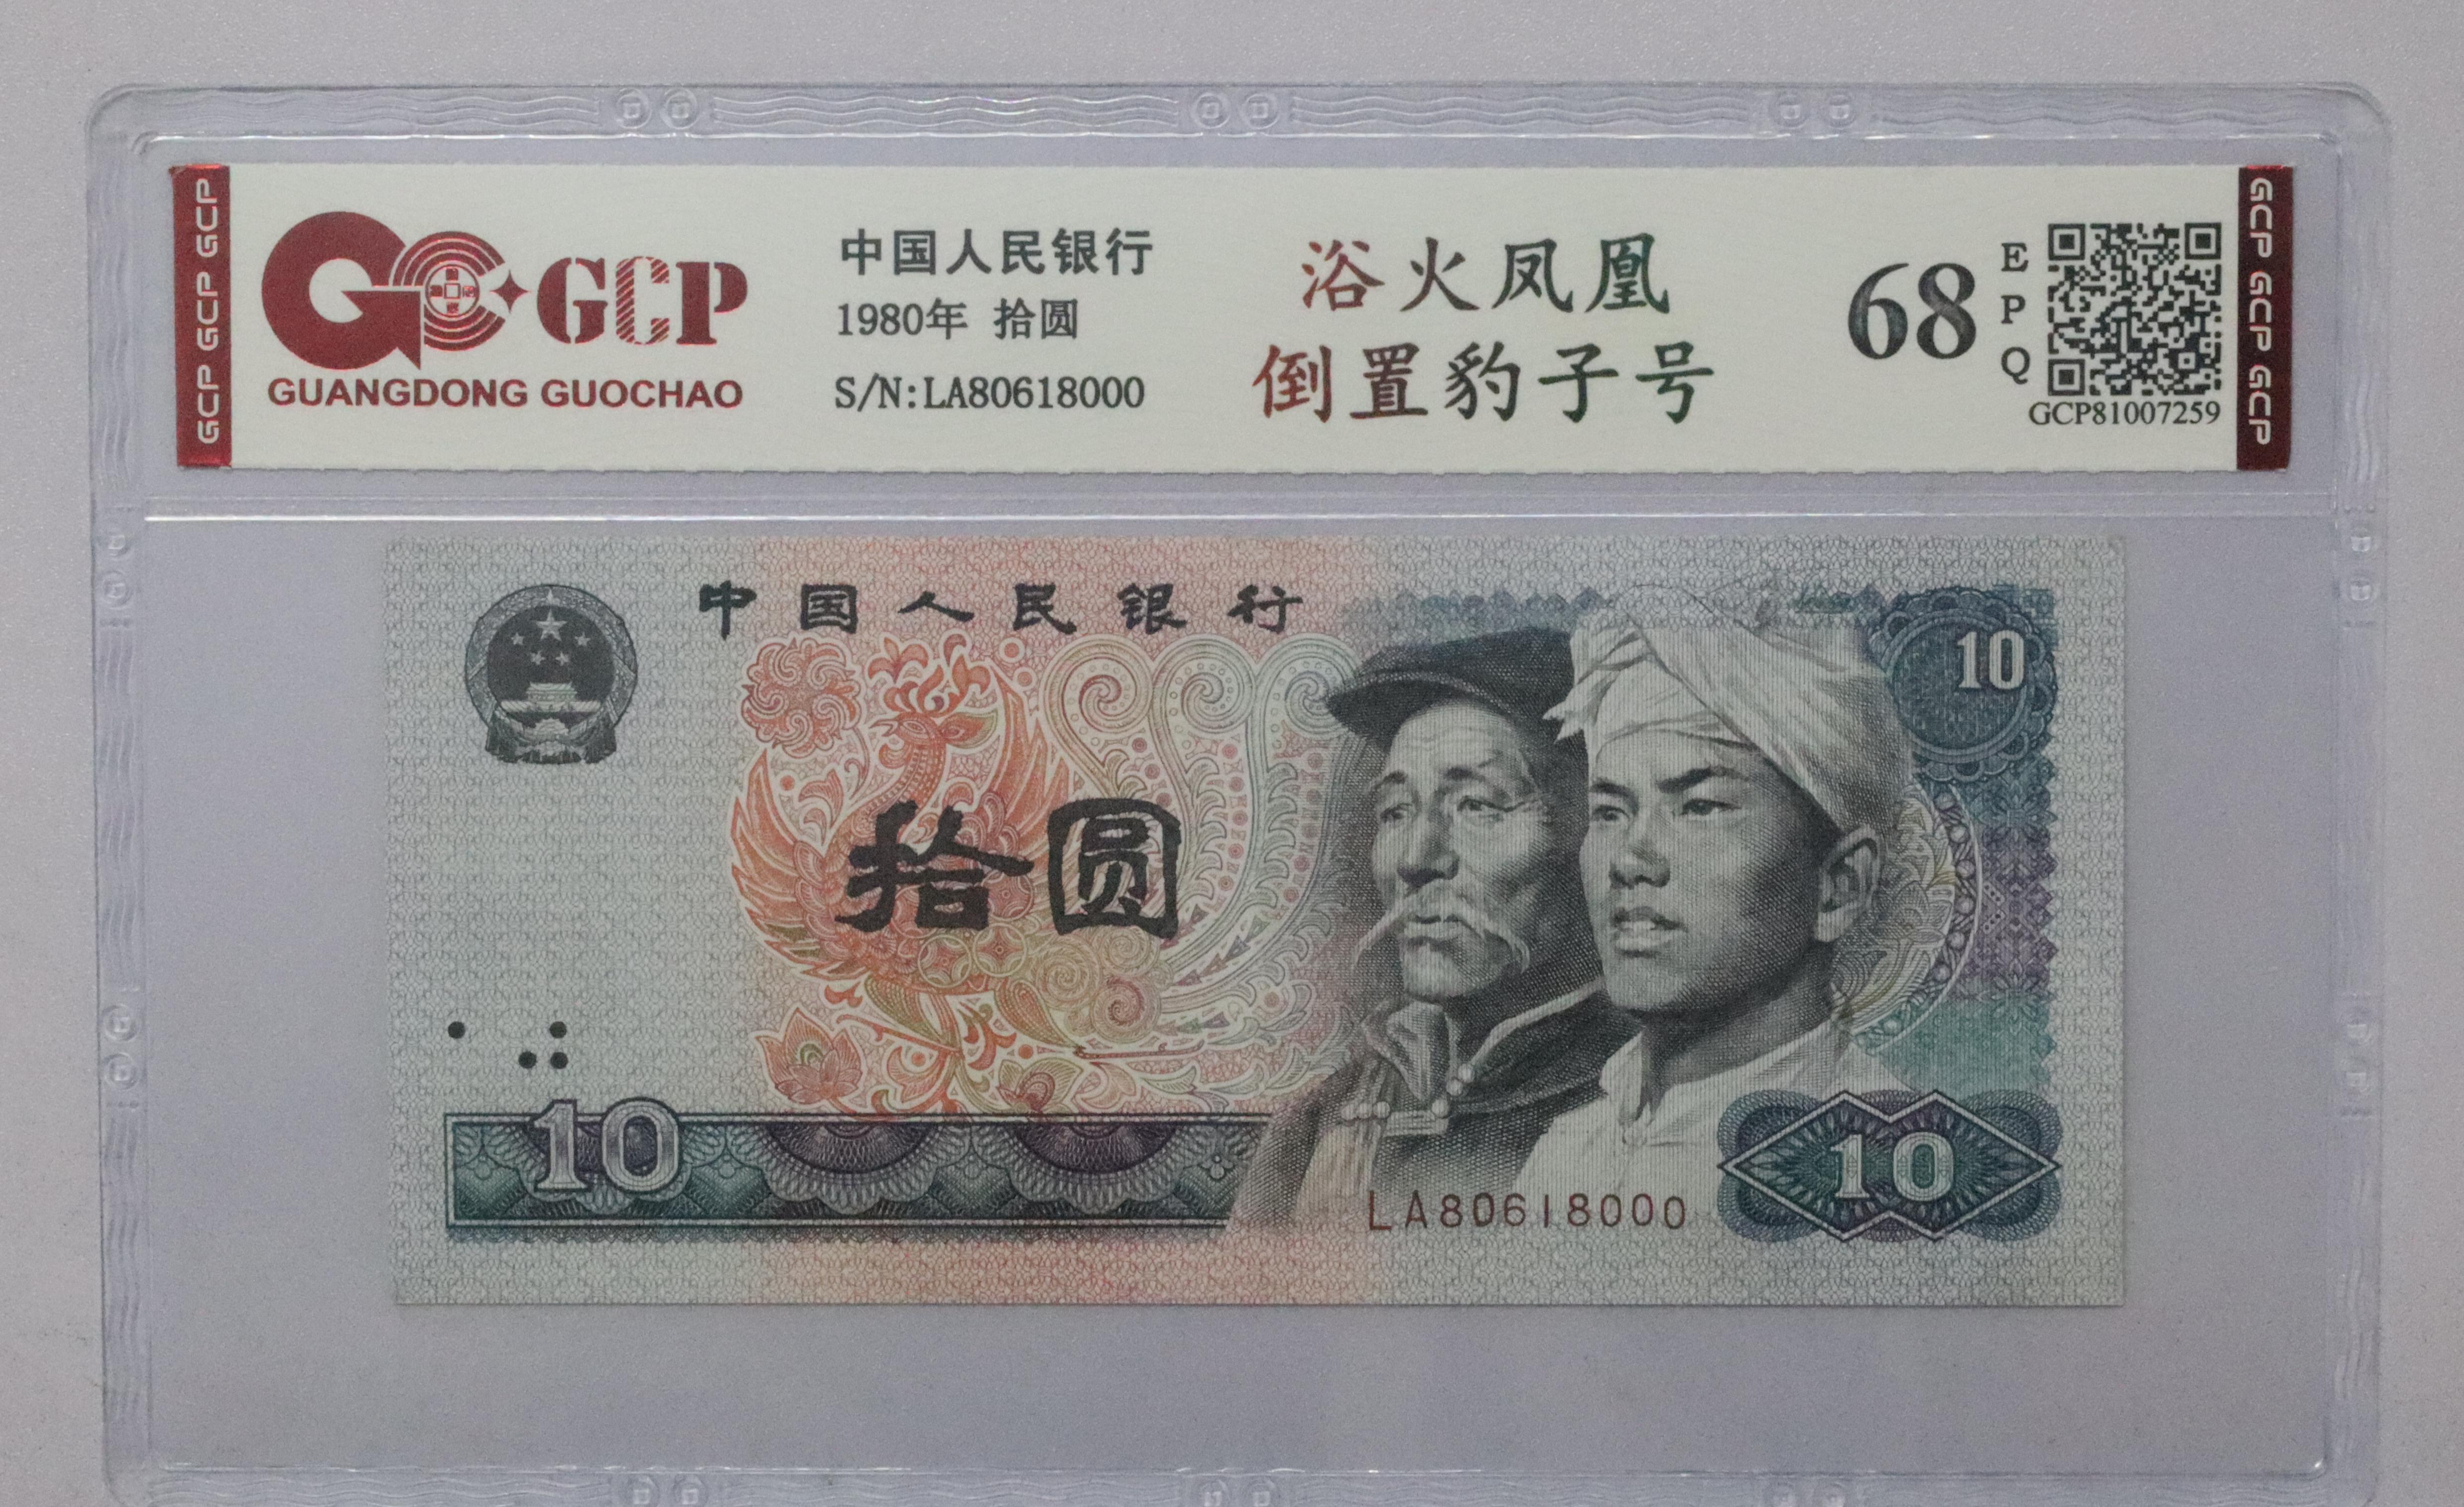 GCP GCP GCP
GCP
GUANGDONG GUOCHAO
中国人民银行
1980年 拾圆
S/N:LA80618000
浴火凤凰
倒置豹子号
68
EPQ
GCP81007259
GCP GCP GCP
中国人民银行
10
拾圆
10
LA80618000
10